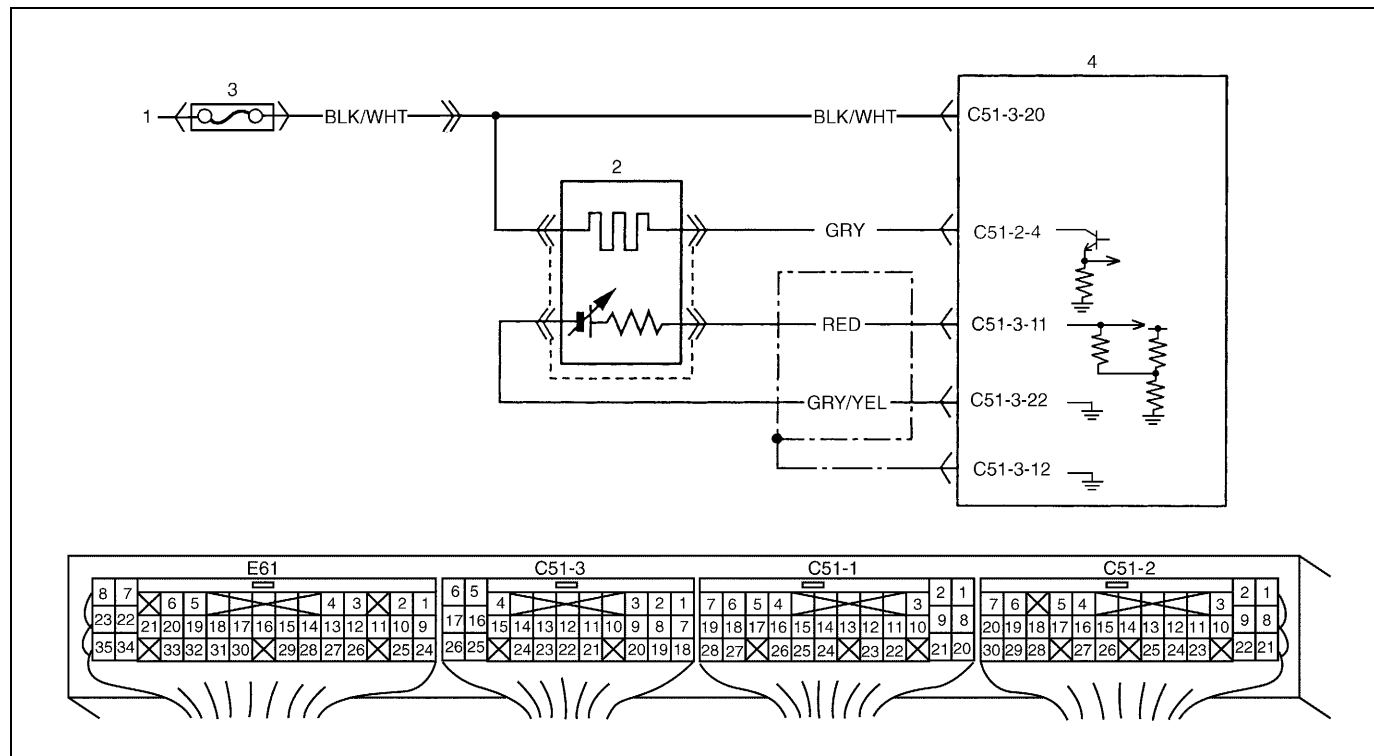 4
3
1
BLK/WHT
BLK/WHT
C51-3-20
2
GRY
C51-2-4
RED
C51-3-11
GRY/YEL
C51-3-22
C51-3-12
E61
C51-3
C51-1
C51-2
8 7 6 5 4 3 2 1
23 22 21 20 19 18 17 16 15 14 13 12 11 10 9
35 34 33 32 31 30 29 28 27 26 25 24
6 5 4 3 2 1
17 16 15 14 13 12 11 10 9 8 7
26 25 24 23 22 21 20 19 18
7 6 5 4 3 2 1
19 18 17 16 15 14 13 12 11 10 9 8
28 27 26 25 24 23 22 21 20
7 6 5 4 3 2 1
20 19 18 17 16 15 14 13 12 11 10 9 8
30 29 28 27 26 25 24 23 22 21